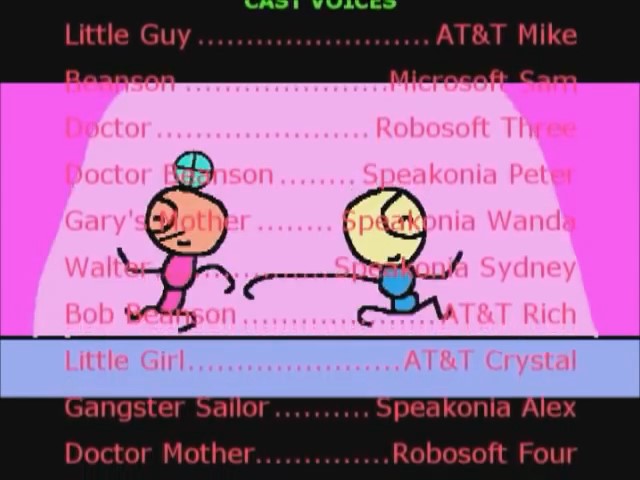 CAST VOICES
Little Guy ........................ AT&T Mike
Beanson .....................Microsoft Sam
Doctor...................... Robosoft Three
Doctor Beanson ........ Speakonia Peter
Gary's Mother ........ Speakonia Wanda
Walter................... Speakonia Sydney
Bob Beanson ......................AT&T Rich
Little Girl.......................AT&T Crystal
Gangster Sailor.......... Speakonia Alex
Doctor Mother..............Robosoft Four